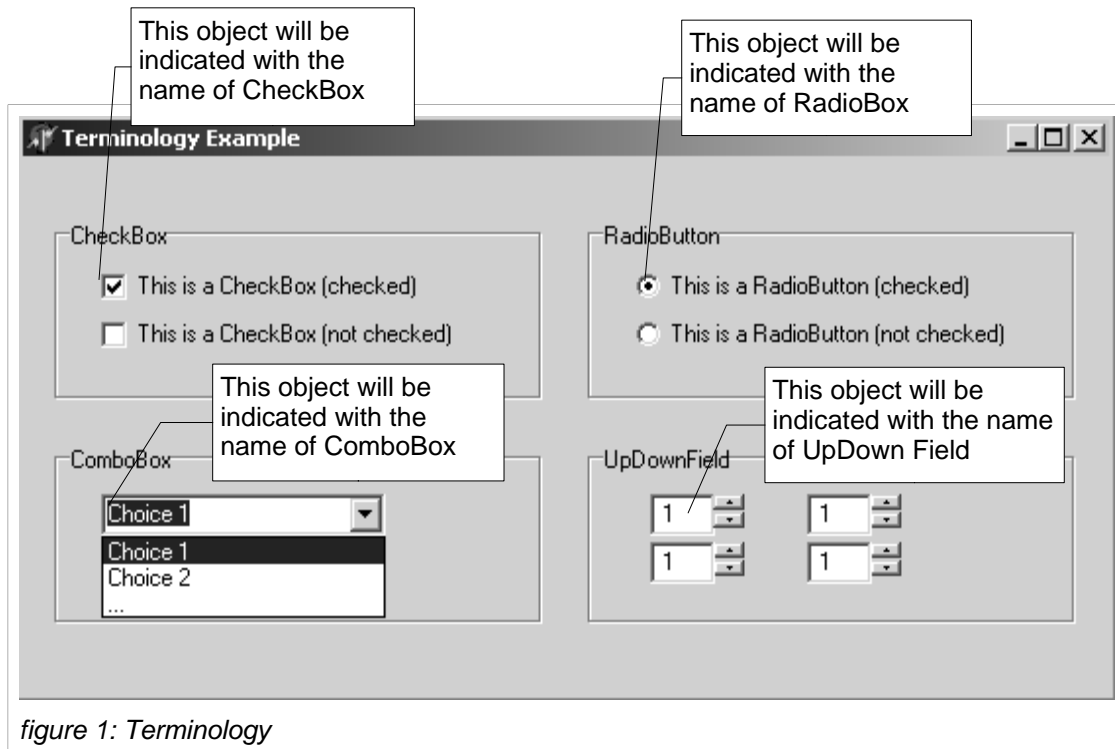 This object will be
indicated with the
name of CheckBox
This object will be
indicated with the
name of RadioBox
Terminology Example
CheckBox
This is a CheckBox (checked)
This is a CheckBox (not checked)
RadioButton
This is a RadioButton (checked)
This is a RadioButton (not checked)
This object will be
indicated with the
name of ComboBox
ComboBox
Choice 1
Choice 1
Choice 2
...
This object will be
indicated with the name
of UpDown Field
UpDownField
1 1
1 1
figure 1: Terminology